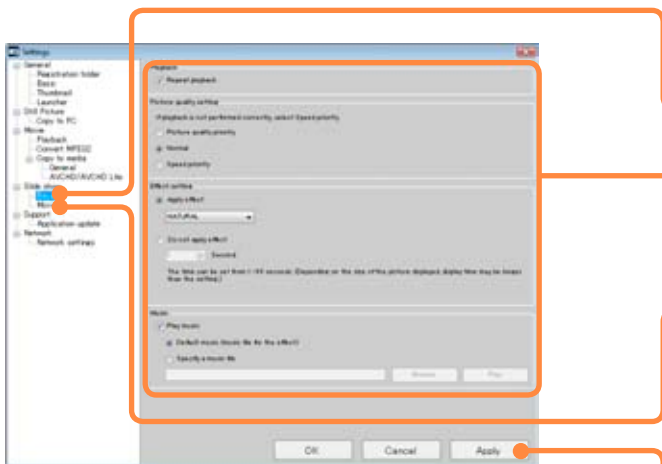 Settings
General
Registration folder
Basic
Thumbnail
Launcher
Still Picture
Copy to PC
Movie
Playback
Convert MPEG2
Copy to media
General
AVCHD/AVCHD Lite
Slide show
Movie
Support
Application update
Network
Network settings
Playback
Repeat playback
Picture quality setting
If playback is not performed correctly, select Speed priority.
Picture quality priority
Normal
Speed priority
Effect setting
Apply effect
NATURAL
Do not apply effect
Second
The time can be set from 1-99 seconds. (Depending on the size of the picture displayed, display time may be longer
than the setting.)
Music
Play music
Default music (music file for the effect)
Specify a music file
Browse
Play
OK
Cancel
Apply